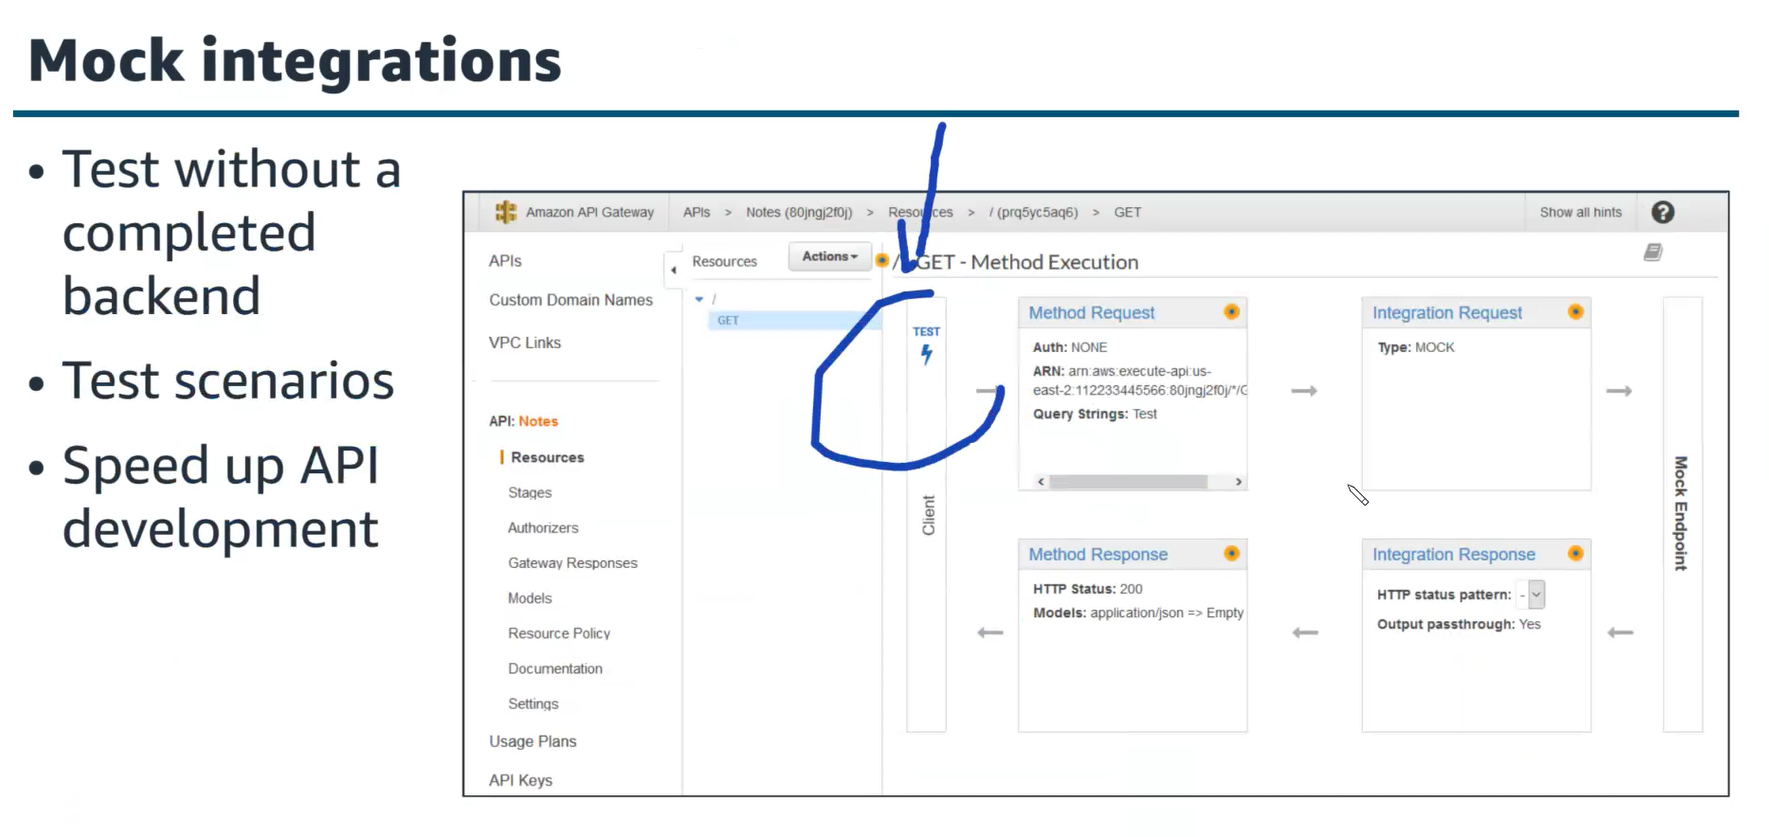 Mock integrations
• Test without a
completed
backend
• Test scenarios
• Speed up API
development
Amazon API Gateway
APIs > Notes (80jngj2f0j) > Resources > / (prq5yc5aq6) > GET
Show all hints
?
APIs
Custom Domain Names
VPC Links
API: Notes
Resources
Stages
Authorizers
Gateway Responses
Models
Resource Policy
Documentation
Settings
Usage Plans
API Keys
Resources
Actions
/
GET
/ - GET - Method Execution
TEST
Client
Method Request
Auth: NONE
ARN: arn:aws:execute-api:us-
east-2:112233445566:80jngj2f0j/*/G
Query Strings: Test
Integration Request
Type: MOCK
Mock Endpoint
Method Response
HTTP Status: 200
Models: application/json => Empty
Integration Response
HTTP status pattern: -
Output passthrough: Yes